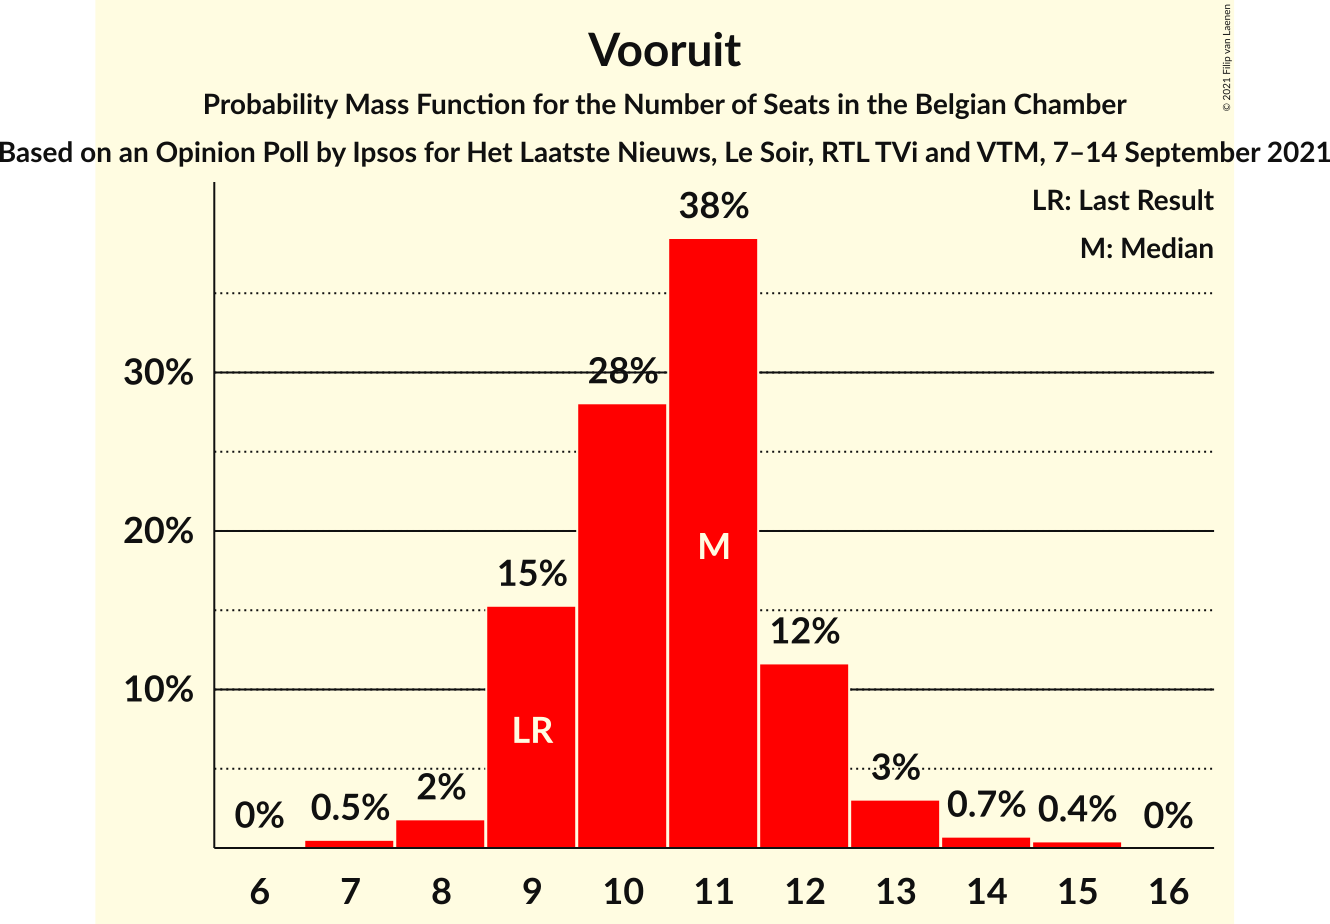 Vooruit
Probability Mass Function for the Number of Seats in the Belgian Chamber
Based on an Opinion Poll by Ipsos for Het Laatste Nieuws, Le Soir, RTL TVi and VTM, 7–14 September 2021
© 2021 Filip van Laenen
LR: Last Result
M: Median
38%
30%
28%
M
20%
15%
12%
10%
LR
3%
2%
0.5%
0.7%
0.4%
0%
0%
6 7 8 9 10 11 12 13 14 15 16